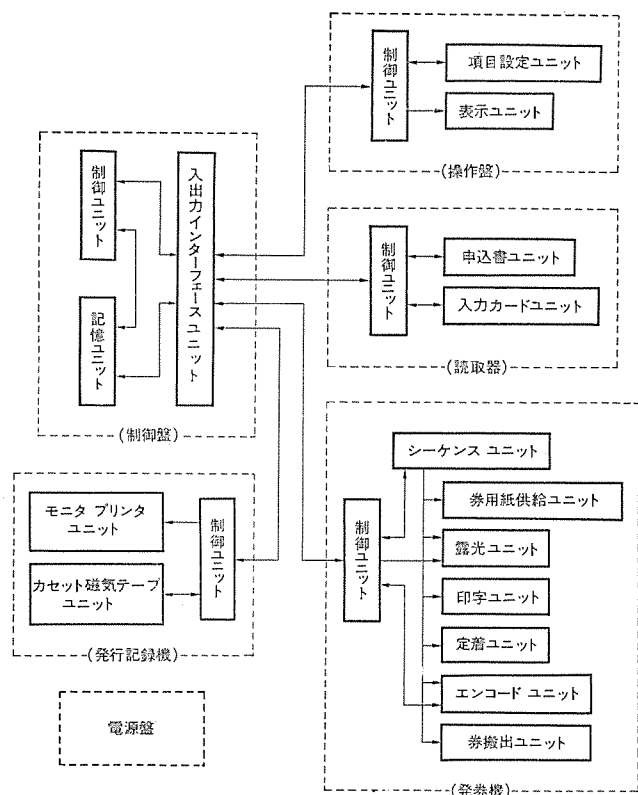 制御ユニット
項目設定ユニット
表示ユニット
(操作盤)
制御ユニット
記憶ユニット
入出力インターフェースユニット
(制御盤)
制御ユニット
申込書ユニット
入力カードユニット
(読取器)
モニタ プリンタ
ユニット
カセット磁気テープ
ユニット
制御ユニット
(発行記録機)
シーケンス ユニット
制御ユニット
券用紙供給ユニット
露光ユニット
印字ユニット
定着ユニット
エンコード ユニット
券搬出ユニット
(発券機)
電源盤